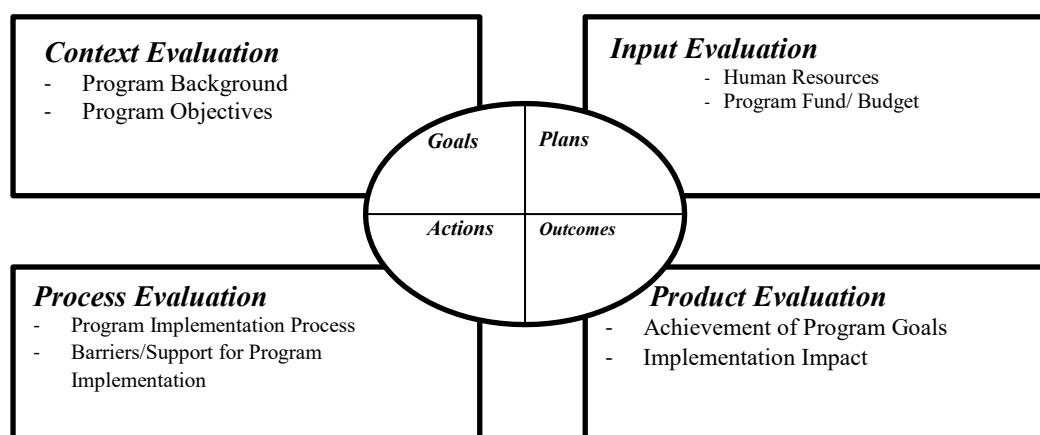 Context Evaluation
- Program Background
- Program Objectives
Input Evaluation
- Human Resources
- Program Fund/ Budget
Goals
Plans
Actions
Outcomes
Process Evaluation
- Program Implementation Process
- Barriers/Support for Program
Implementation
Product Evaluation
- Achievement of Program Goals
- Implementation Impact